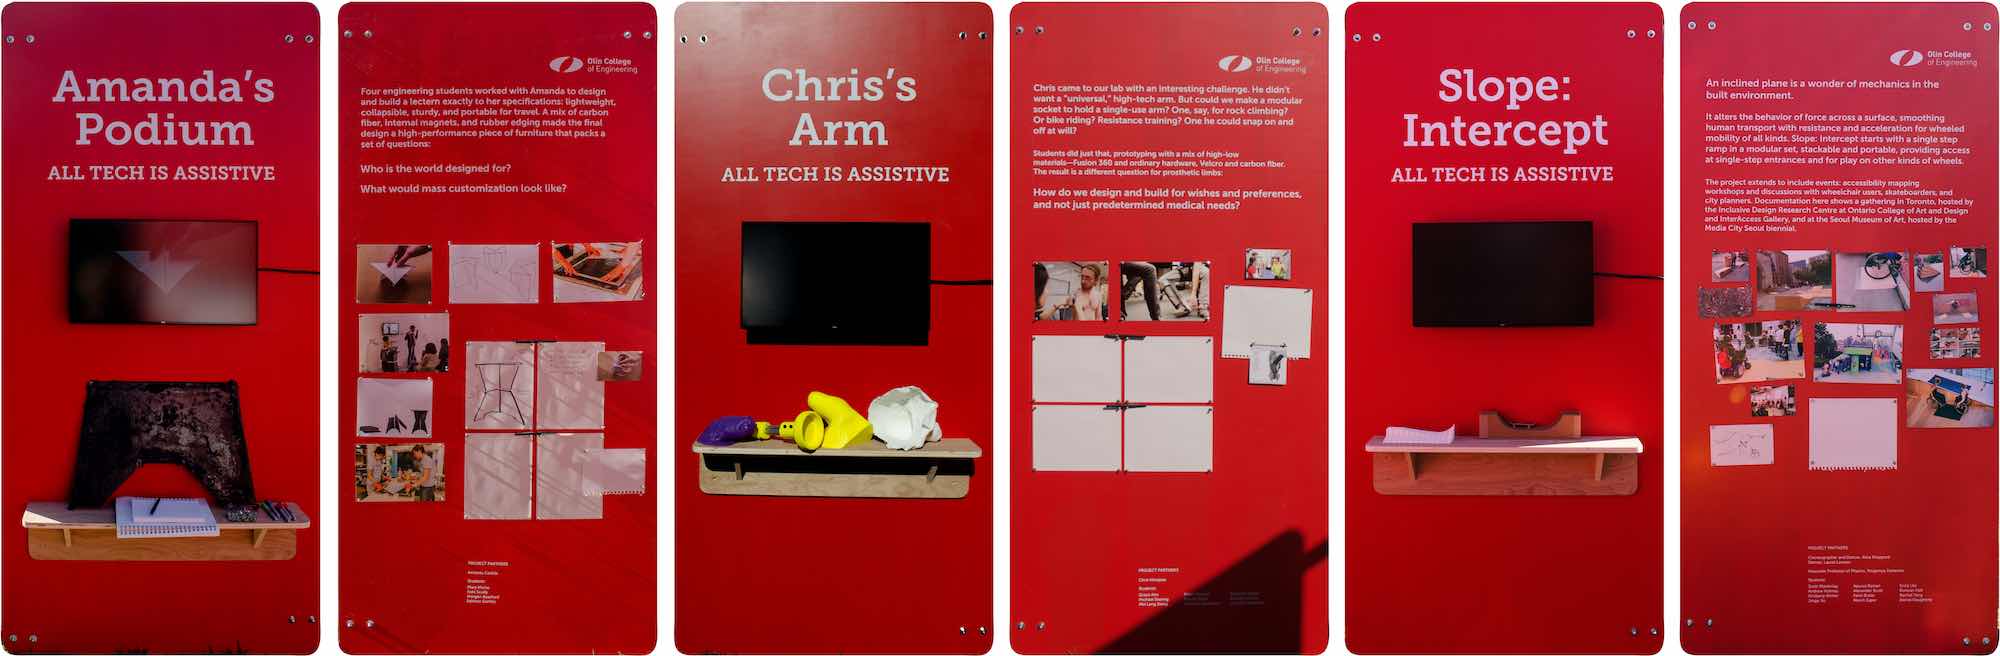 Amanda's
Podium
ALL TECH IS ASSISTIVE
Olin College
of Engineering
Four engineering students worked with Amanda to design
and build a lectern exactly to her specifications: lightweight,
collapsible, sturdy, and portable for travel. A mix of carbon
fiber, internal magnets, and rubber edging made the final
design a high-performance piece of furniture that packs a
set of questions:
Who is the world designed for?
What would mass customization look like?
PROJECT PARTNERS
Students:
Chris's
Arm
ALL TECH IS ASSISTIVE
Olin College
of Engineering
Chris came to our lab with an interesting challenge. He didn't
want a "universal," high-tech arm. But could we make a modular
socket to hold a single-use arm? One, say, for rock climbing?
Or bike riding? Resistance training? One he could snap on and
off at will?
Students did just that, prototyping with a mix of high-low
materials—Fusion 360 and ordinary hardware, Velcro and carbon fiber.
The result is a different question for prosthetic limbs:
How do we design and build for wishes and preferences,
and not just predetermined medical needs?
PROJECT PARTNERS
Students:
Slope:
Intercept
ALL TECH IS ASSISTIVE
Olin College
of Engineering
An inclined plane is a wonder of mechanics in the
built environment.
It alters the behavior of force across a surface, smoothing
human transport with resistance and acceleration for wheeled
mobility of all kinds. Slope: Intercept starts with a single step
ramp in a modular set, stackable and portable, providing access
at single-step entrances and for play on other kinds of wheels.
The project extends to include events: accessibility mapping
workshops and discussions with wheelchair users, skateboarders, and
city planners. Documentation here shows a gathering in Toronto, hosted by
the Inclusive Design Research Centre at Ontario College of Art and Design
and InterAccess Gallery, and at the Seoul Museum of Art, hosted by the
Media City Seoul biennial.
PROJECT PARTNERS
Students: